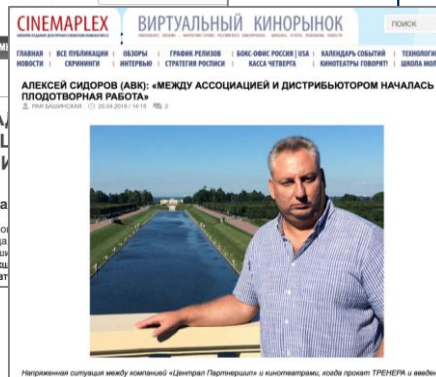 CINEMAPLEX
ВИРТУАЛЬНЫЙ КИНОРЫНОК
ПОИСК
ГЛАВНАЯ | ВСЕ ПУБЛИКАЦИИ | ОБЗОРЫ | ГРАФИК РЕЛИЗОВ | БОКС-ОФИС РОССИЯ | USA | КАЛЕНДАРЬ СОБЫТИЙ | ТЕХНОЛОГИ
НОВОСТИ | СКРИНИНГИ | ИНТЕРВЬЮ | СТРАТЕГИЯ РОСПИСИ | КАССА ЧЕТВЕРГА | КИНОТЕАТРЫ ГОВОРЯТ! | ШКОЛА МОЛ
АЛЕКСЕЙ СИДОРОВ (АВК): «МЕЖДУ АССОЦИАЦИЕЙ И ДИСТРИБЬЮТОРОМ НАЧАЛАСЬ
ПЛОДОТВОРНАЯ РАБОТА»
РАЯ БАШИНСКАЯ | 20.04.2018 / 14:15 2
Напряженная ситуация между компанией «Централ Партнершип» и кинотеатрами, когда прокат ТРЕНЕРА и введен